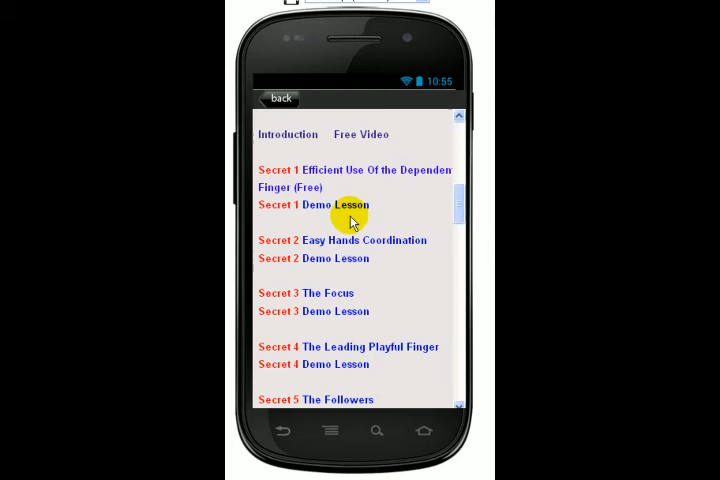 10:55
back
Introduction Free Video
Secret 1 Efficient Use Of the Dependen
Finger (Free)
Secret 1 Demo Lesson
Secret 2 Easy Hands Coordination
Secret 2 Demo Lesson
Secret 3 The Focus
Secret 3 Demo Lesson
Secret 4 The Leading Playful Finger
Secret 4 Demo Lesson
Secret 5 The Followers